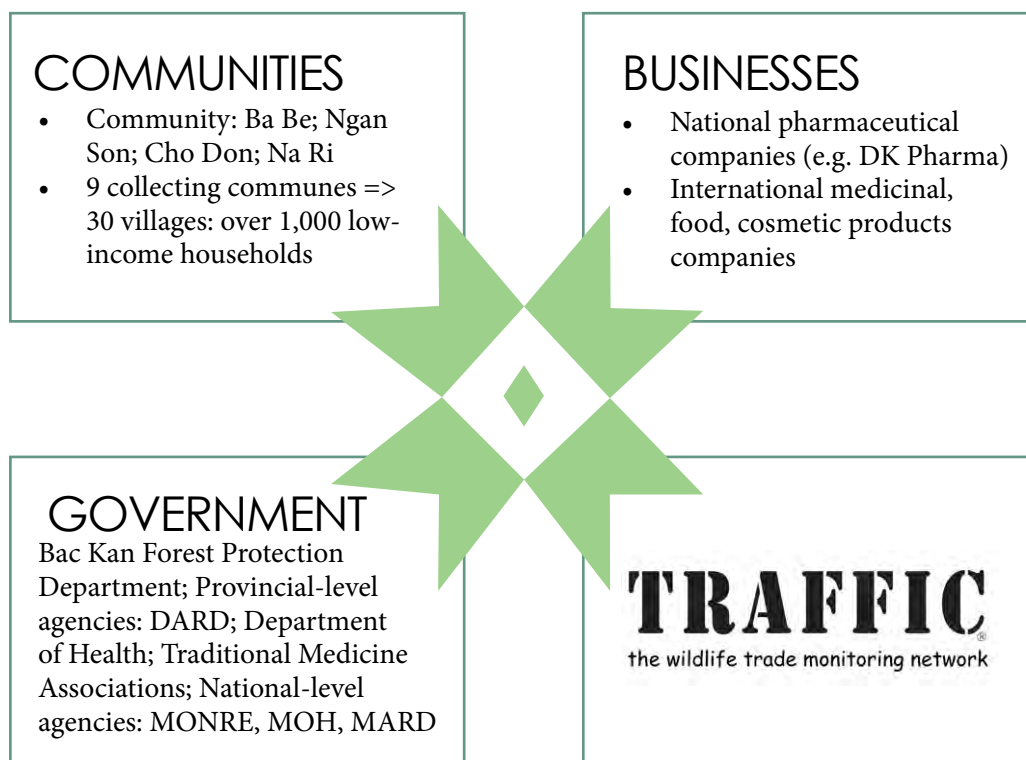 COMMUNITIES
• Community: Ba Be; Ngan
Son; Cho Don; Na Ri
• 9 collecting communes =>
30 villages: over 1,000 low-
income households
BUSINESSES
• National pharmaceutical
companies (e.g. DK Pharma)
• International medicinal,
food, cosmetic products
companies
GOVERNMENT
Bac Kan Forest Protection
Department; Provincial-level
agencies: DARD; Department
of Health; Traditional Medicine
Associations; National-level
agencies: MONRE, MOH, MARD
TRAFFIC®
the wildlife trade monitoring network